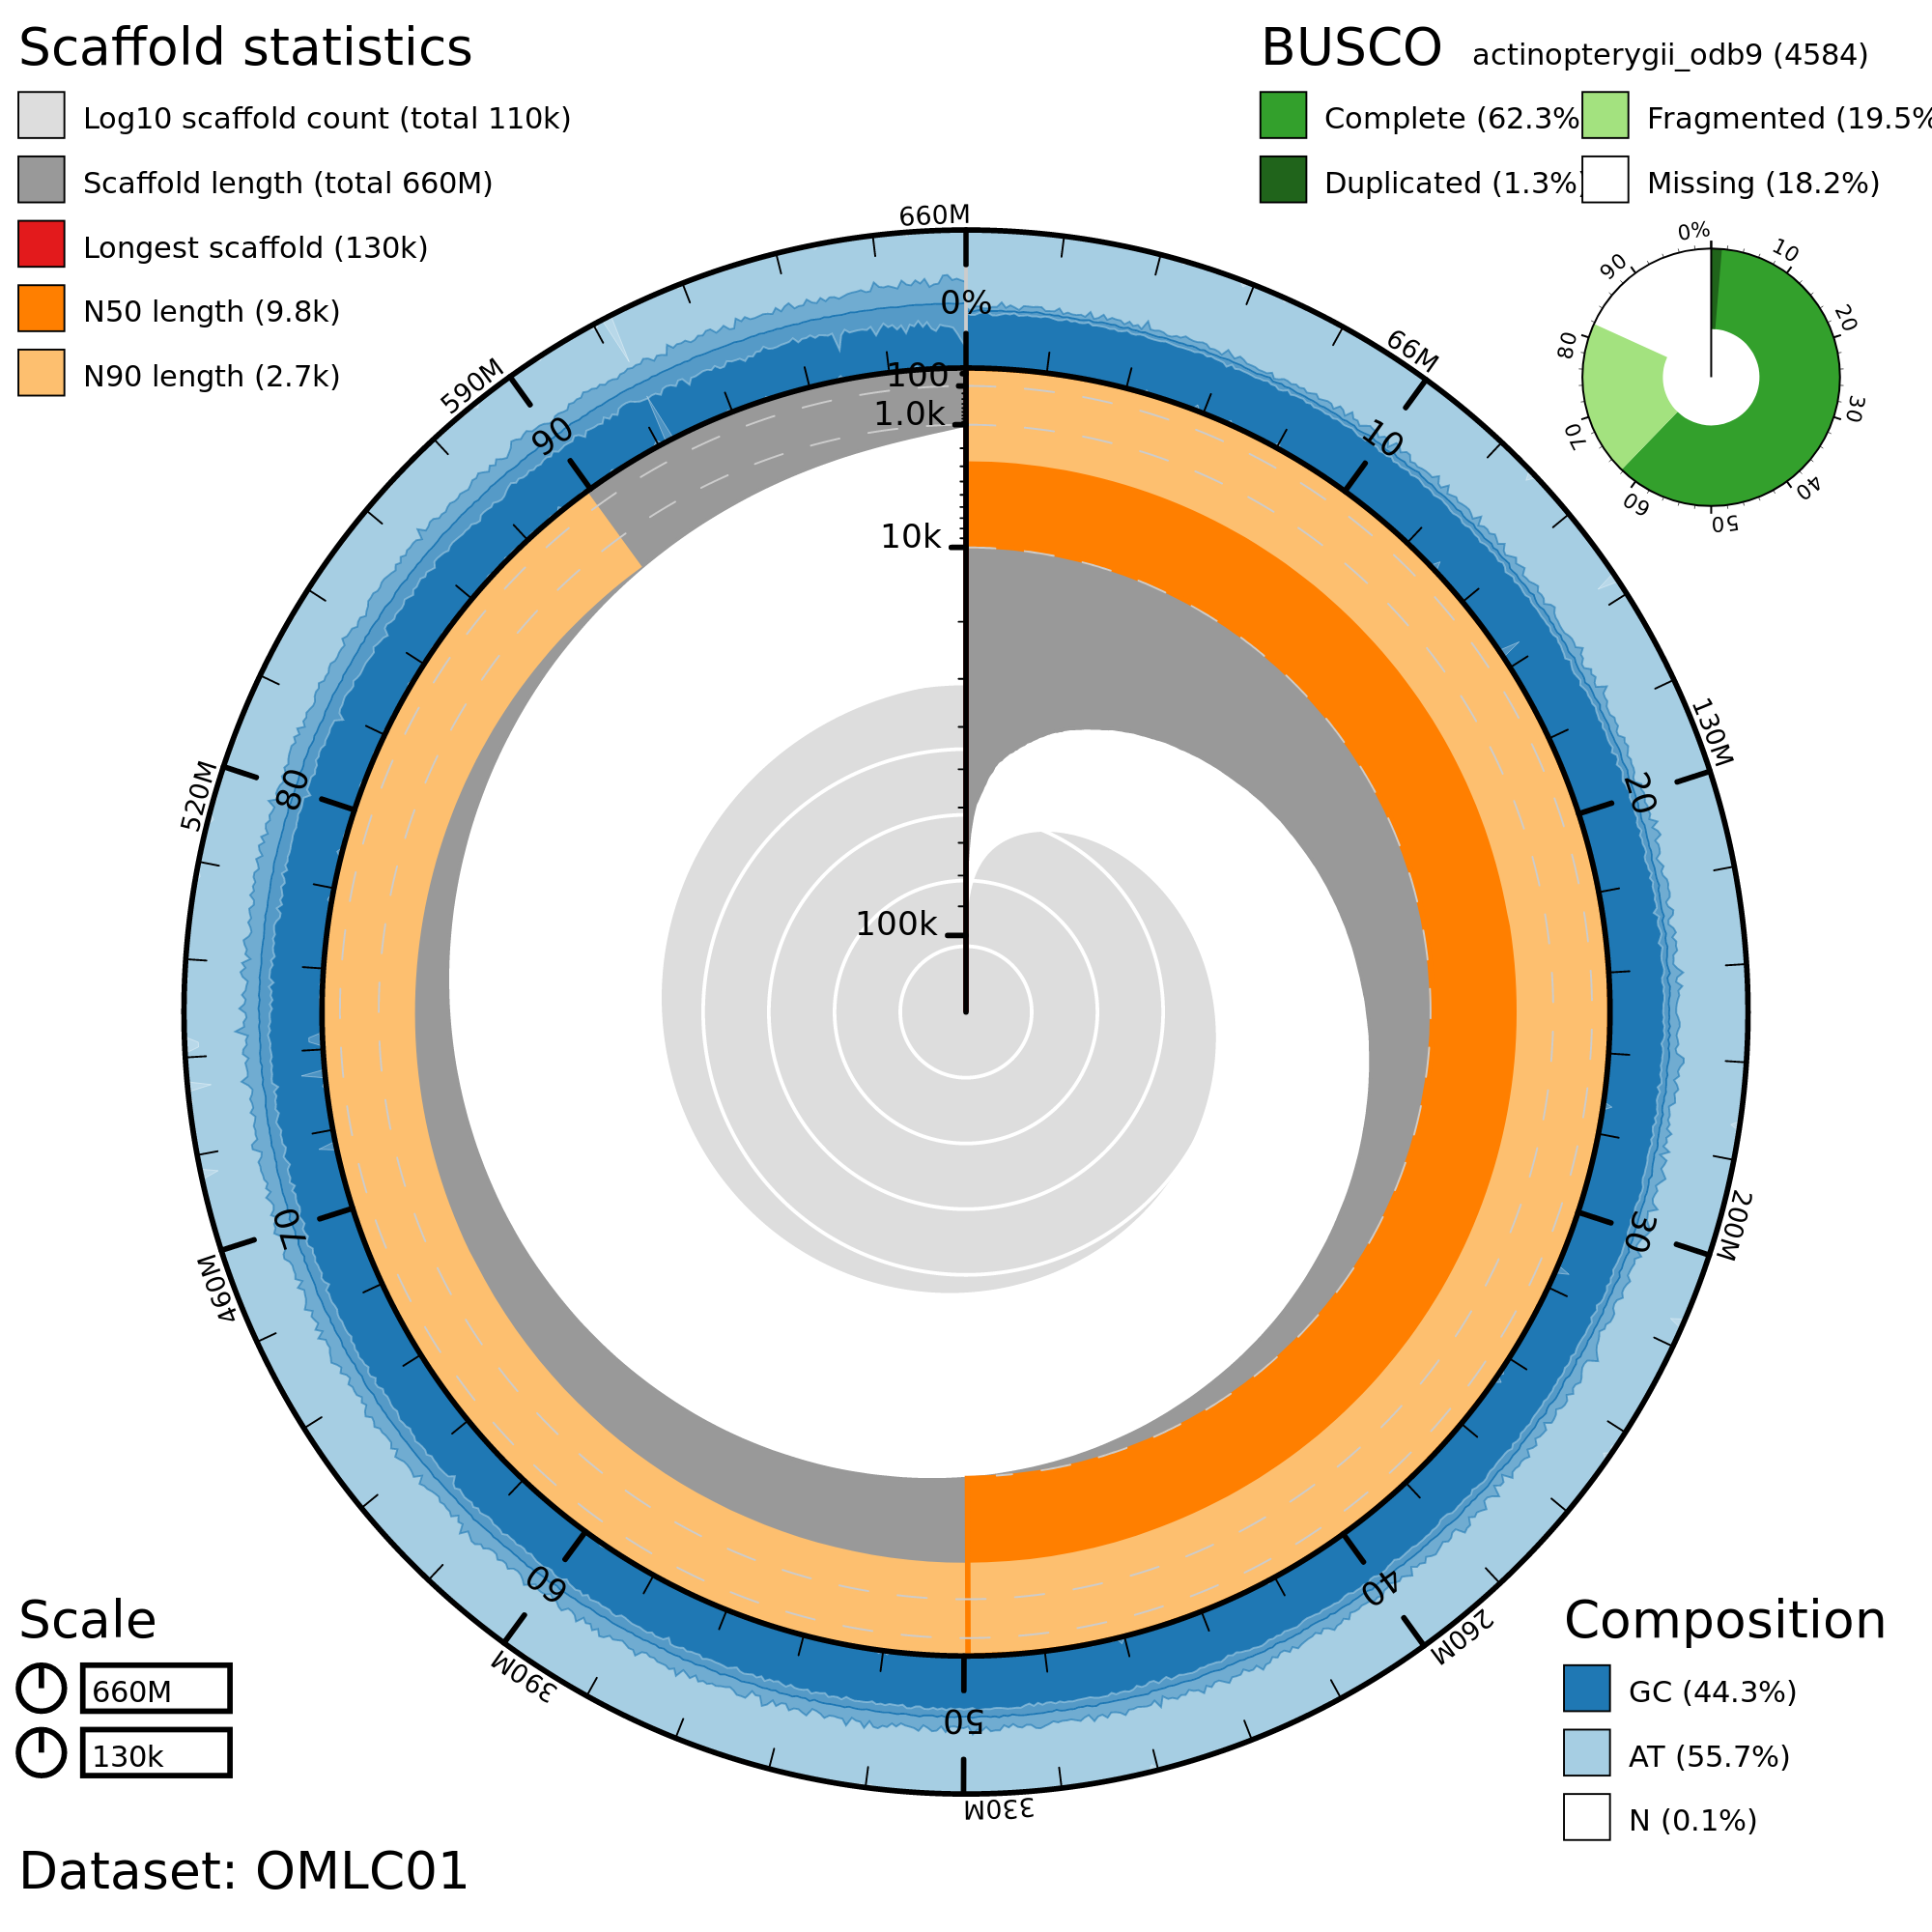 Scaffold statistics
Log10 scaffold count (total 110k)
Scaffold length (total 660M)
Longest scaffold (130k)
N50 length (9.8k)
N90 length (2.7k)
BUSCO actinopterygii_odb9 (4584)
Complete (62.3%
Fragmented (19.5%
Duplicated (1.3%)
Missing (18.2%)
0%
10
20
30
40
50
60
70
80
90
660M
66M
130M
200M
260M
330M
390M
460M
520M
590M
0%
10
20
30
40
50
60
70
80
90
100
1.0k
10k
100k
Scale
660M
130k
Composition
GC (44.3%)
AT (55.7%)
N (0.1%)
Dataset: OMLC01